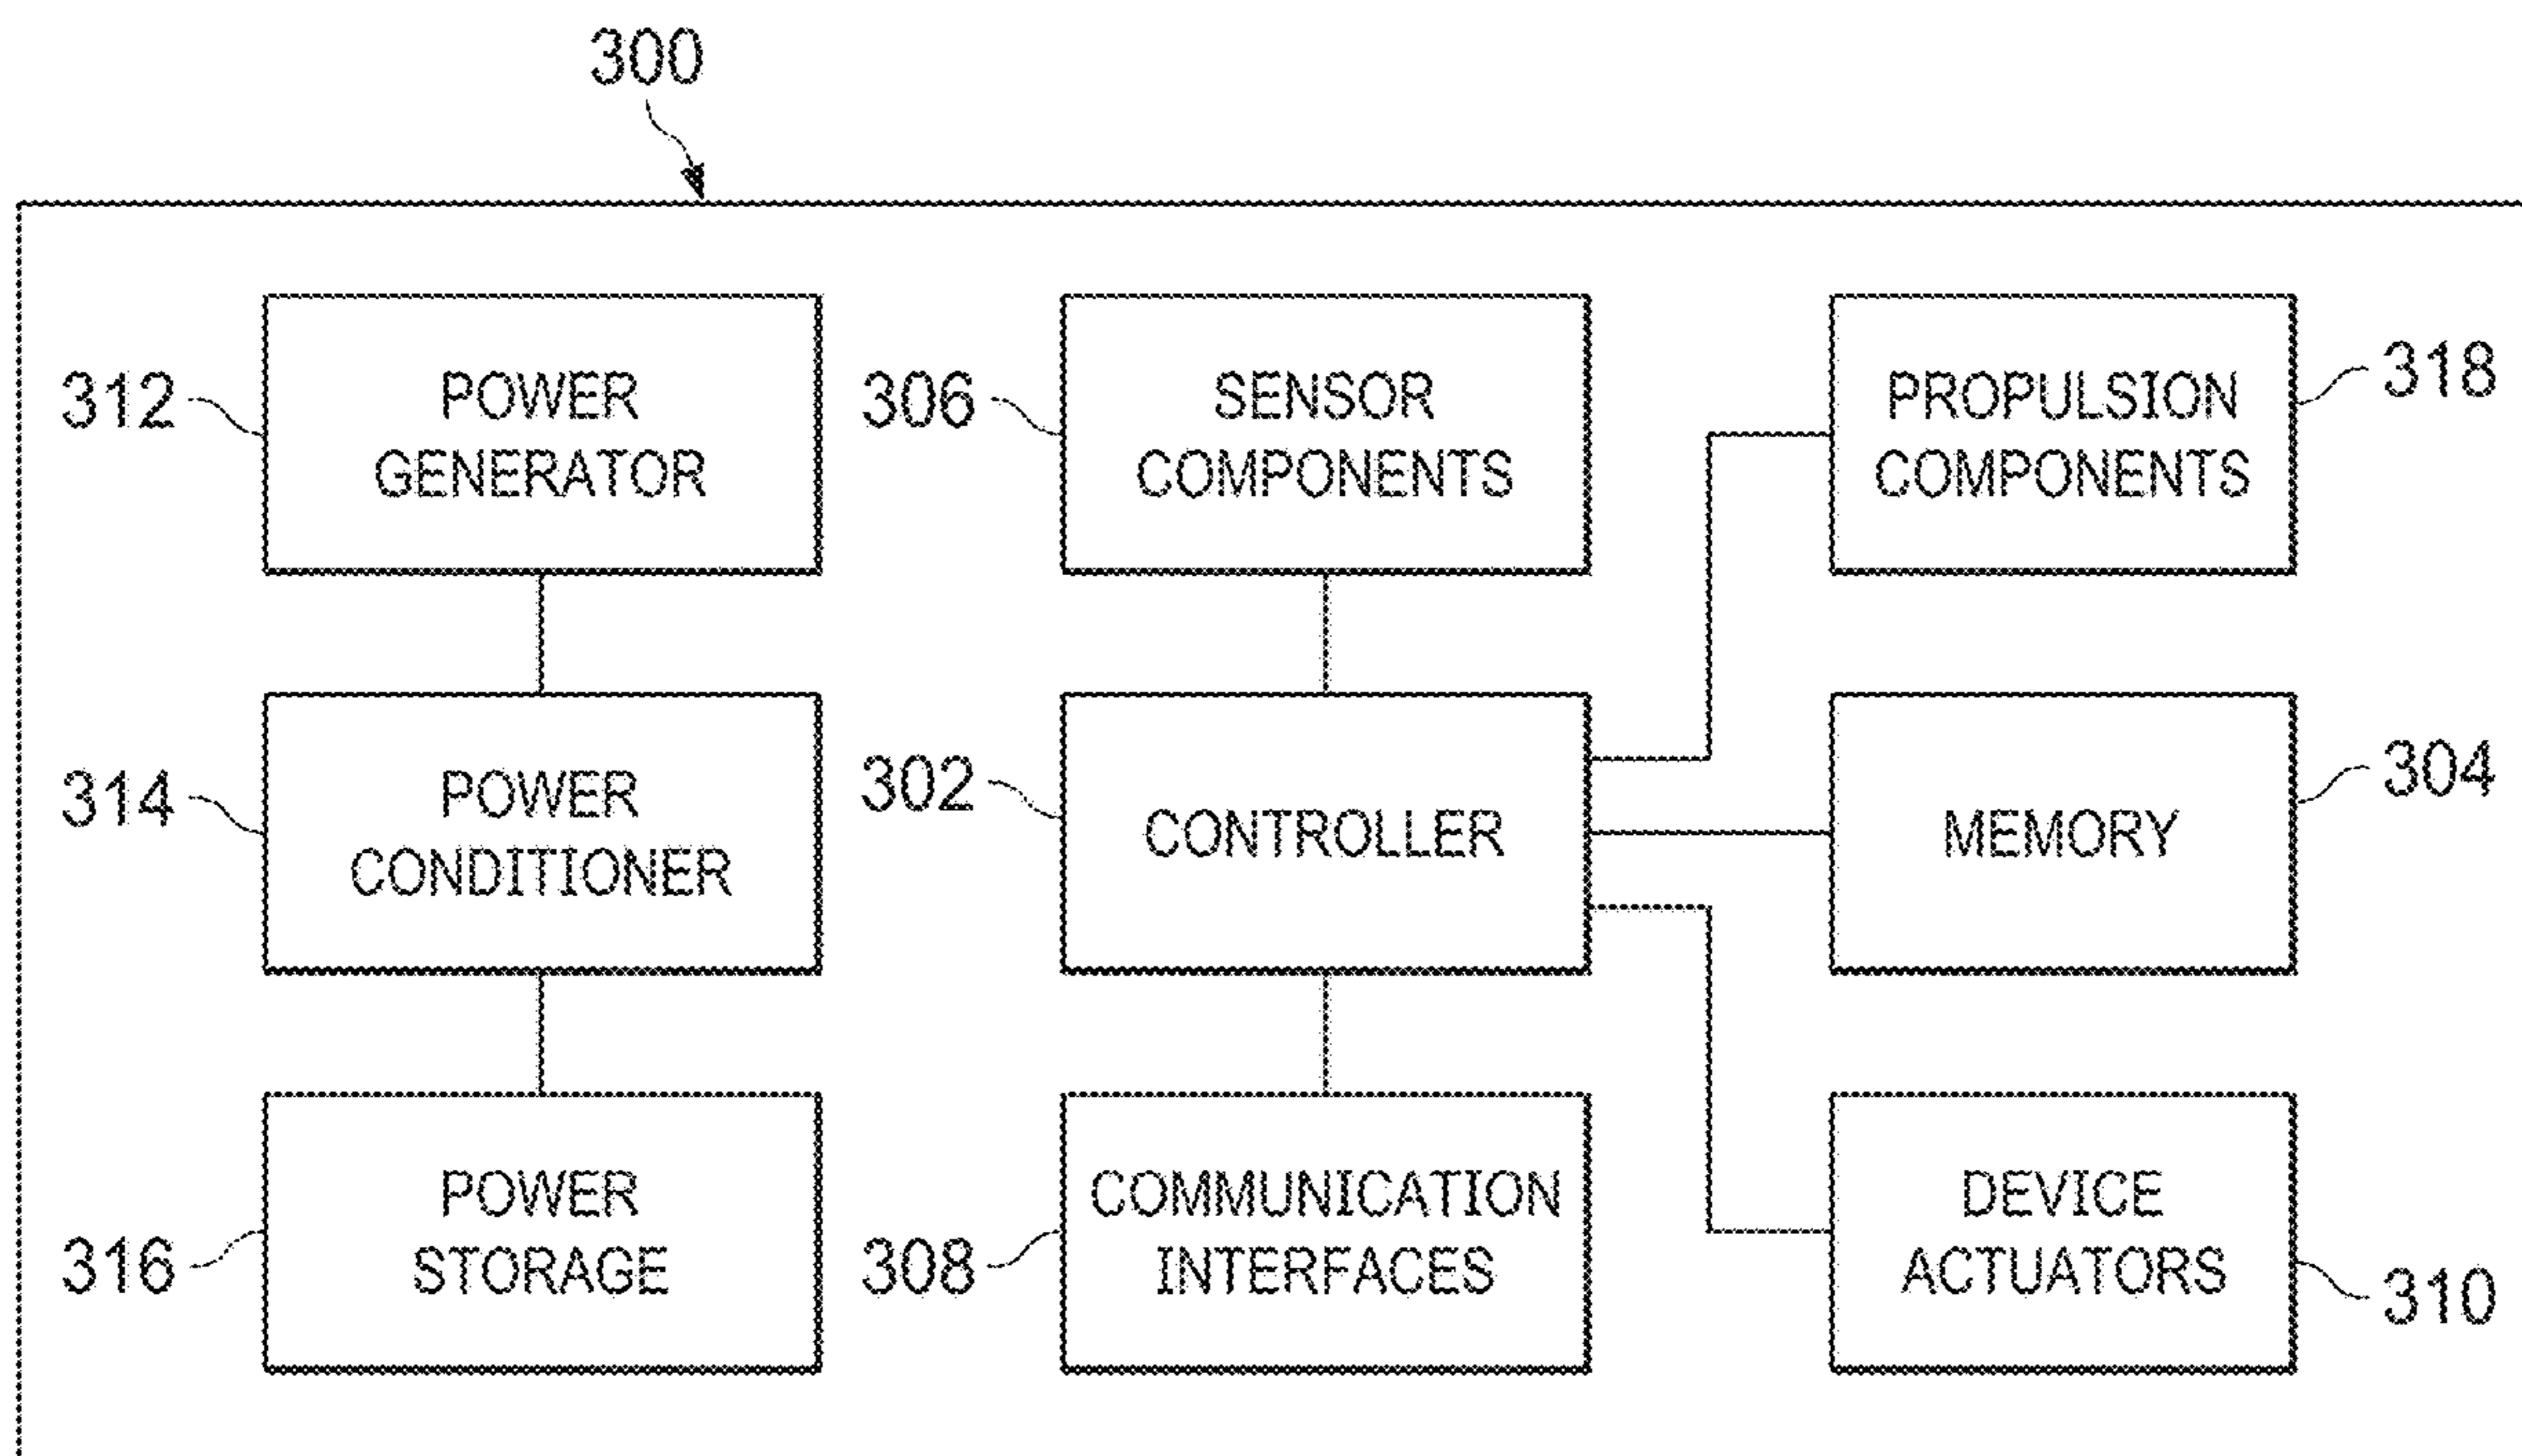 300
312
POWER
GENERATOR
306
SENSOR
COMPONENTS
PROPULSION
COMPONENTS
318
314
POWER
CONDITIONER
302
CONTROLLER
MEMORY
304
316
POWER
STORAGE
308
COMMUNICATION
INTERFACES
DEVICE
ACTUATORS
310